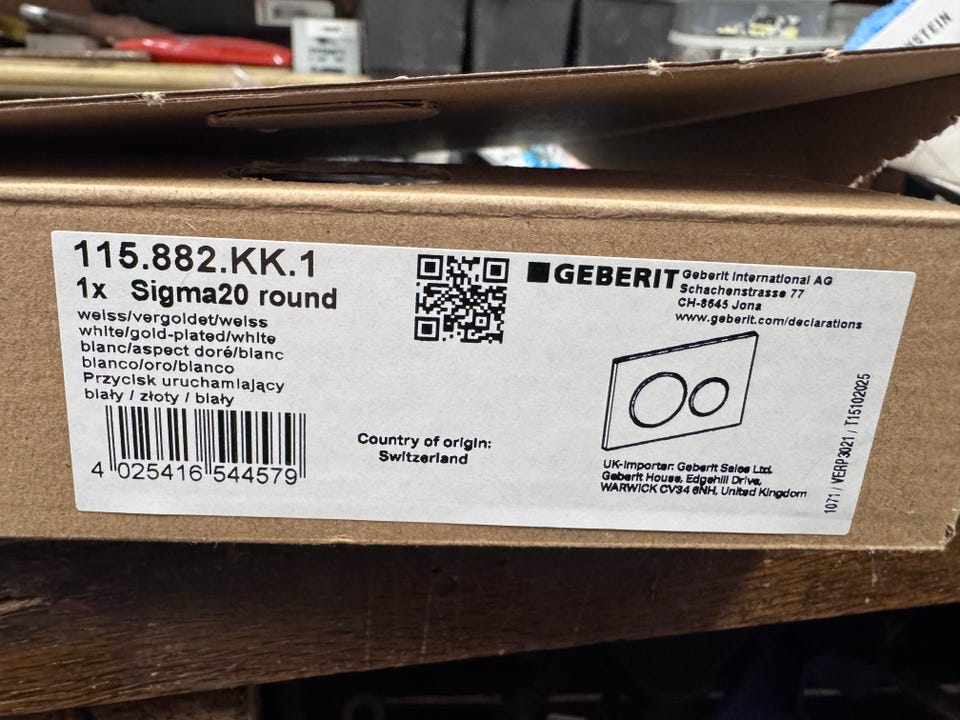 115.882.KK.1
1x Sigma20 round
weiss/vergoldet/weiss
white/gold-plated/white
blanc/aspect doré/blanc
blanco/oro/blanco
Przycisk uruchamiający
biały / złoty / biały
4 025416 544579
Country of origin:
Switzerland
GEBERIT
Geberit International AG
Schachenstrasse 77
CH-8645 Jona
www.geberit.com/declarations
UK-Importer: Geberit Sales Ltd.
Geberit House, Edgehill Drive,
WARWICK CV34 6NH, United Kingdom
1071 / VERP3021 / T15102025